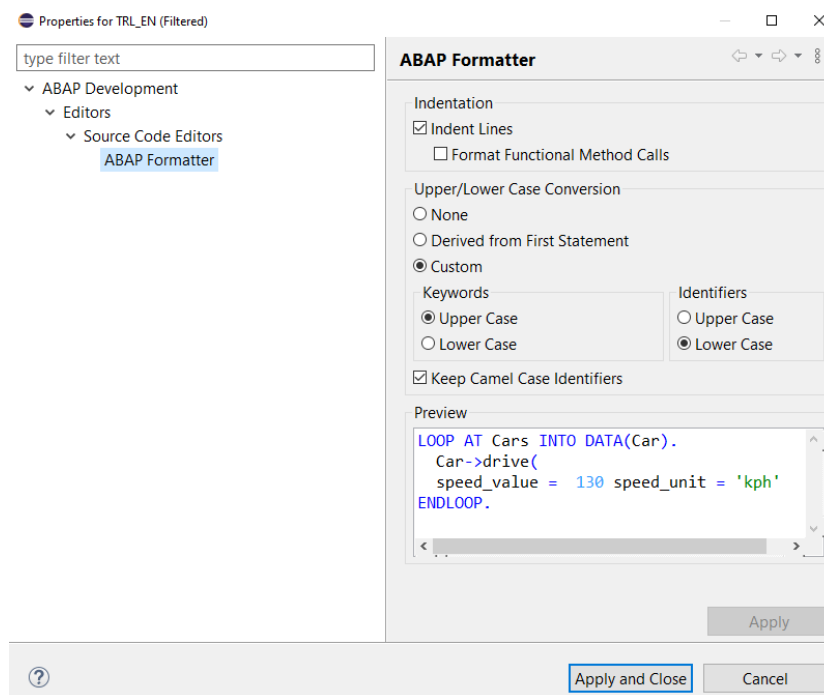 Properties for TRL_EN (Filtered)
type filter text
ABAP Development
Editors
Source Code Editors
ABAP Formatter
ABAP Formatter
Indentation
Indent Lines
Format Functional Method Calls
Upper/Lower Case Conversion
None
Derived from First Statement
Custom
Keywords
Upper Case
Lower Case
Identifiers
Upper Case
Lower Case
Keep Camel Case Identifiers
Preview
LOOP AT Cars INTO DATA(Car).
Car->drive(
speed_value =  130 speed_unit = 'kph'
ENDLOOP.
Apply
Apply and Close
Cancel